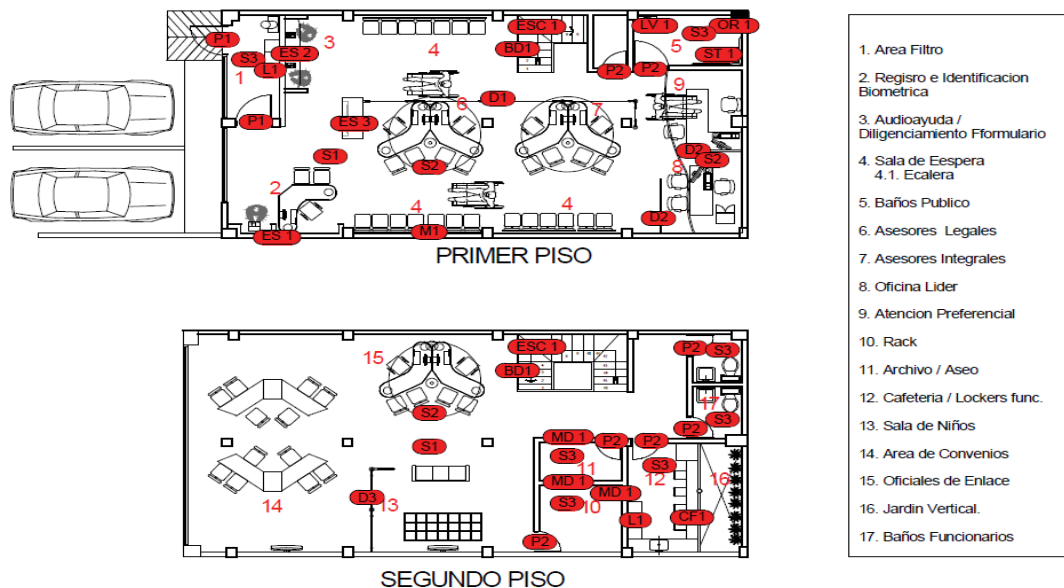 P1
S3
ES 2
L1
1
3
4
ESC 1
BD1
LV 1
S3
OR 1
5
ST 1
P2
P2
9
P1
ES 3
6
D1
7
S1
S2
D2
S2
8
2
4
4
D2
ES 1
M1
PRIMER PISO
15
ESC 1
BD1
P2
S3
17
S3
P2
S2
S1
MD 1
P2
P2
S3
11
S3
12
16
MD 1
MD 1
S3
10
14
D3
13
L1
CF1
P2
SEGUNDO PISO
1. Area Filtro
2. Regisro e Identificacion
Biometrica
3. Audioayuda /
Diligenciamiento Fformulario
4. Sala de Eespera
4.1. Ecalera
5. Baños Publico
6. Asesores Legales
7. Asesores Integrales
8. Oficina Lider
9. Atencion Preferencial
10. Rack
11. Archivo / Aseo
12. Cafeteria / Lockers func.
13. Sala de Niños
14. Area de Convenios
15. Oficiales de Enlace
16. Jardin Vertical.
17. Baños Funcionarios